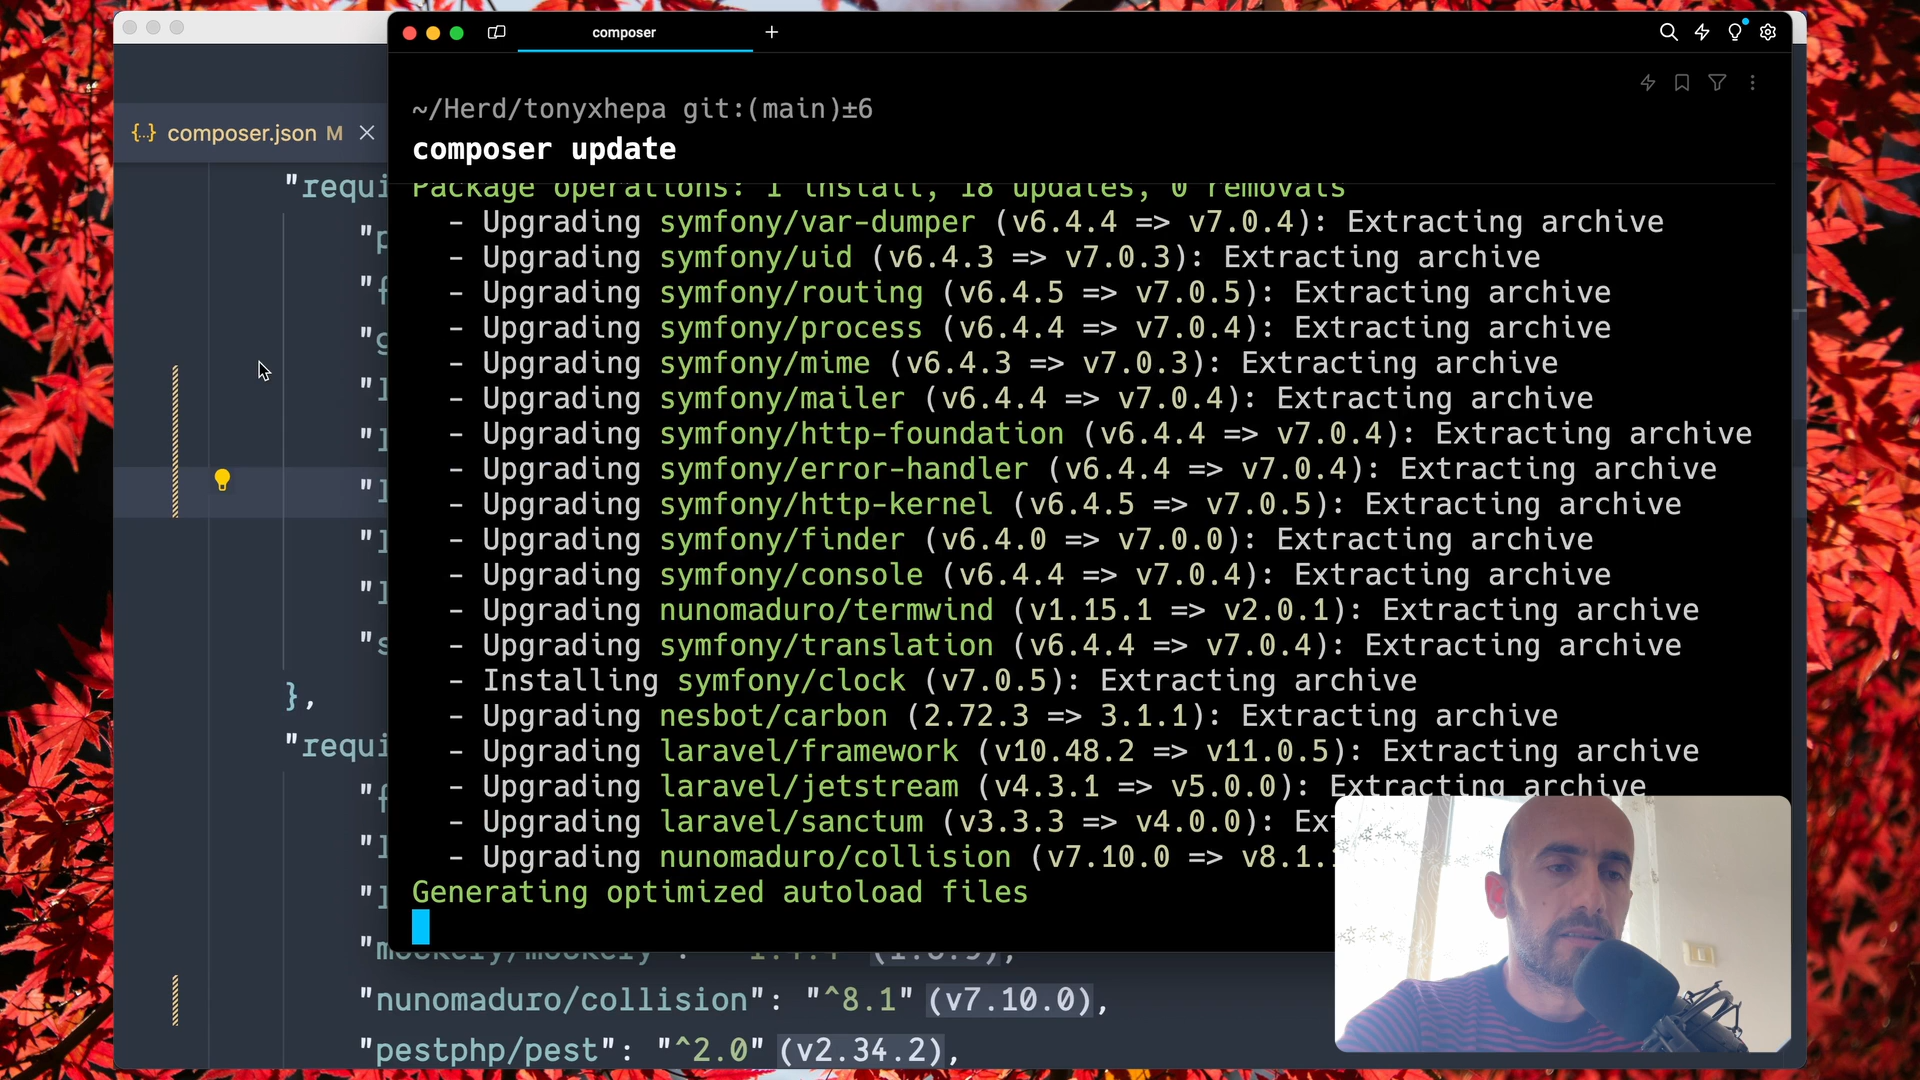 composer
composer.json M
~/Herd/tonyxhepa git:(main)±6
composer update
Package operations: 1 install, 18 updates, 0 removals
- Upgrading symfony/var-dumper (v6.4.4 => v7.0.4): Extracting archive
- Upgrading symfony/uid (v6.4.3 => v7.0.3): Extracting archive
- Upgrading symfony/routing (v6.4.5 => v7.0.5): Extracting archive
- Upgrading symfony/process (v6.4.4 => v7.0.4): Extracting archive
- Upgrading symfony/mime (v6.4.3 => v7.0.3): Extracting archive
- Upgrading symfony/mailer (v6.4.4 => v7.0.4): Extracting archive
- Upgrading symfony/http-foundation (v6.4.4 => v7.0.4): Extracting archive
- Upgrading symfony/error-handler (v6.4.4 => v7.0.4): Extracting archive
- Upgrading symfony/http-kernel (v6.4.5 => v7.0.5): Extracting archive
- Upgrading symfony/finder (v6.4.0 => v7.0.0): Extracting archive
- Upgrading symfony/console (v6.4.4 => v7.0.4): Extracting archive
- Upgrading nunomaduro/termwind (v1.15.1 => v2.0.1): Extracting archive
- Upgrading symfony/translation (v6.4.4 => v7.0.4): Extracting archive
- Installing symfony/clock (v7.0.5): Extracting archive
- Upgrading nesbot/carbon (2.72.3 => 3.1.1): Extracting archive
- Upgrading laravel/framework (v10.48.2 => v11.0.5): Extracting archive
- Upgrading laravel/jetstream (v4.3.1 => v5.0.0): Extracting archive
- Upgrading laravel/sanctum (v3.3.3 => v4.0.0): Ex
- Upgrading nunomaduro/collision (v7.10.0 => v8.1.
Generating optimized autoload files
"requi
},
"requi
"nunomaduro/collision": "^8.1" (v7.10.0),
"pestphp/pest": "^2.0" (v2.34.2),